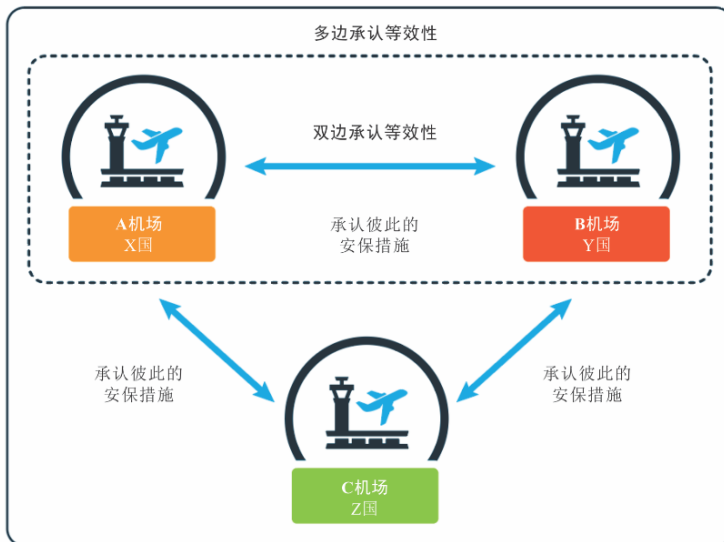 多边承认等效性
双边承认等效性
A机场
X国
承认彼此的
安保措施
B机场
Y国
承认彼此的
安保措施
承认彼此的
安保措施
C机场
Z国